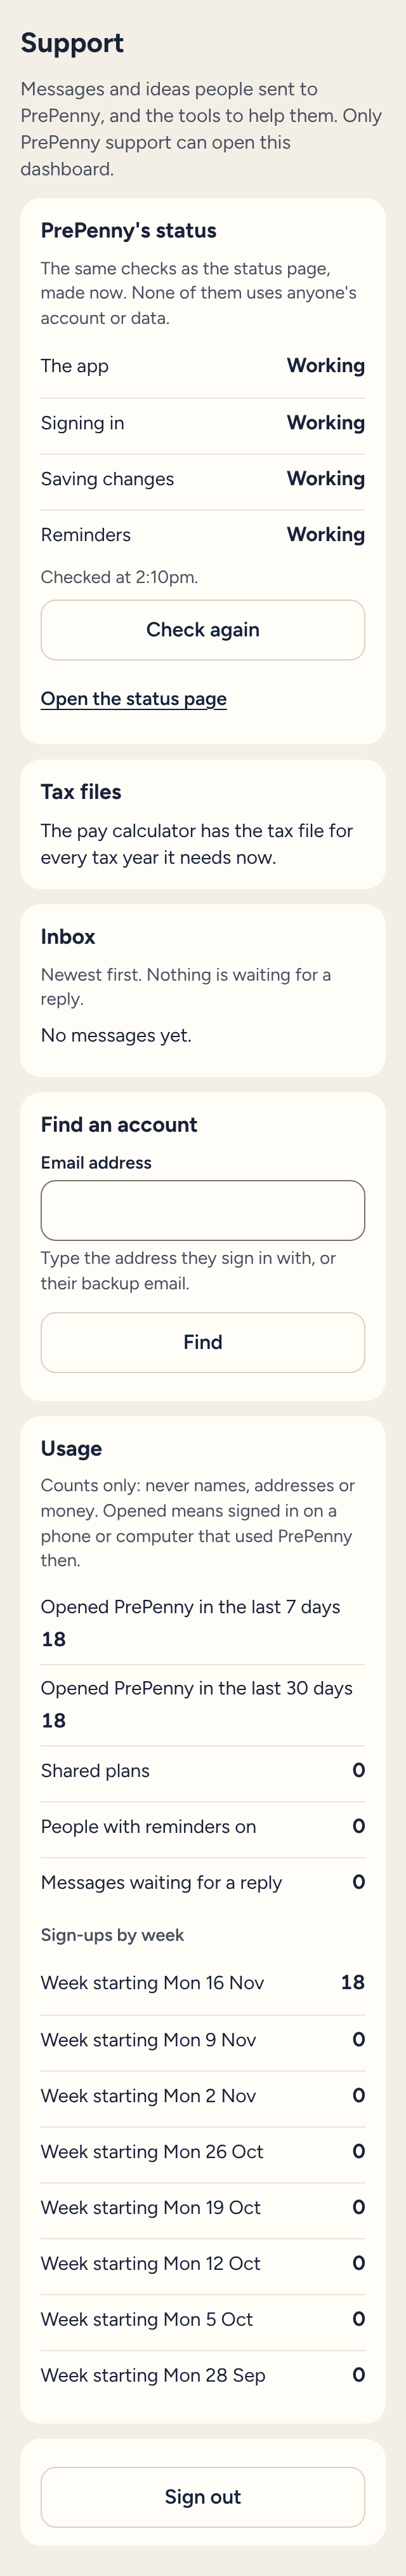 Support
Messages and ideas people sent to
PrePenny, and the tools to help them. Only
PrePenny support can open this
dashboard.
PrePenny's status
The same checks as the status page,
made now. None of them uses anyone's
account or data.
The app Working
Signing in Working
Saving changes Working
Reminders Working
Checked at 2:10pm.
Check again
Open the status page
Tax files
The pay calculator has the tax file for
every tax year it needs now.
Inbox
Newest first. Nothing is waiting for a
reply.
No messages yet.
Find an account
Email address
Type the address they sign in with, or
their backup email.
Find
Usage
Counts only: never names, addresses or
money. Opened means signed in on a
phone or computer that used PrePenny
then.
Opened PrePenny in the last 7 days
18
Opened PrePenny in the last 30 days
18
Shared plans 0
People with reminders on 0
Messages waiting for a reply 0
Sign-ups by week
Week starting Mon 16 Nov 18
Week starting Mon 9 Nov 0
Week starting Mon 2 Nov 0
Week starting Mon 26 Oct 0
Week starting Mon 19 Oct 0
Week starting Mon 12 Oct 0
Week starting Mon 5 Oct 0
Week starting Mon 28 Sep 0
Sign out